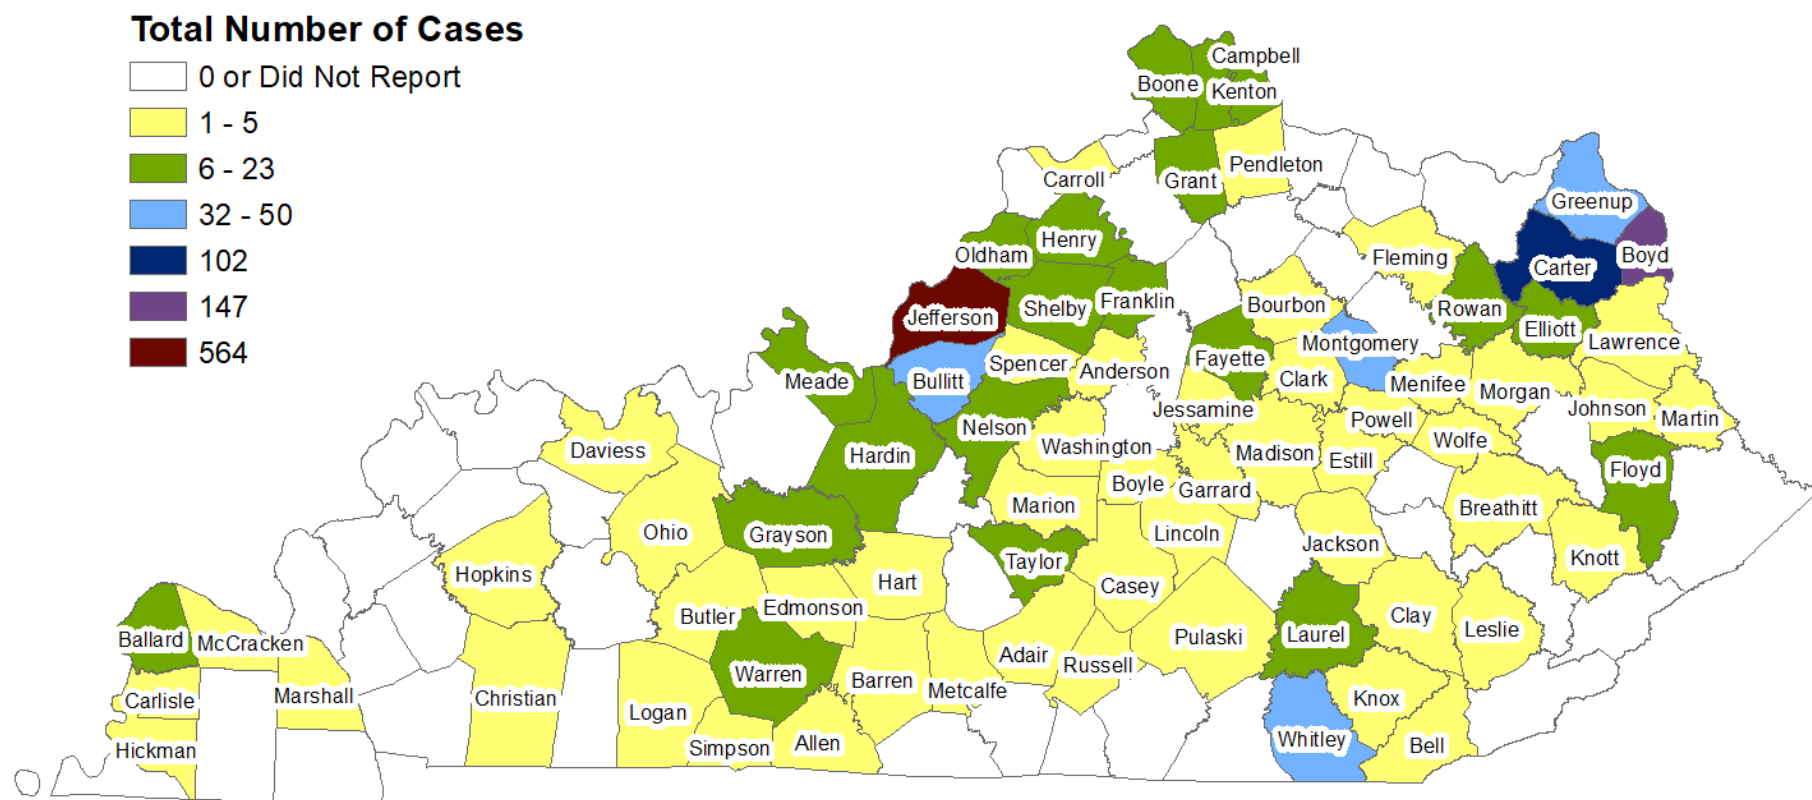 Total Number of Cases
0 or Did Not Report
1 - 5
6 - 23
32 - 50
102
147
564
Campbell
Boone
Kenton
Pendleton
Carroll
Grant
Greenup
Henry
Oldham
Fleming
Boyd
Carter
Jefferson
Shelby
Franklin
Bourbon
Rowan
Elliott
Lawrence
Montgomery
Fayette
Spencer
Anderson
Meade
Bullitt
Clark
Menifee
Morgan
Johnson
Martin
Jessamine
Powell
Nelson
Washington
Wolfe
Daviess
Hardin
Madison
Estill
Floyd
Boyle
Garrard
Marion
Breathitt
Ohio
Grayson
Lincoln
Jackson
Knott
Taylor
Hopkins
Hart
Casey
Edmonson
Butler
Clay
Leslie
Ballard
McCracken
Pulaski
Laurel
Adair
Russell
Warren
Barren
Metcalfe
Carlisle
Marshall
Christian
Knox
Logan
Whitley
Hickman
Simpson
Allen
Bell